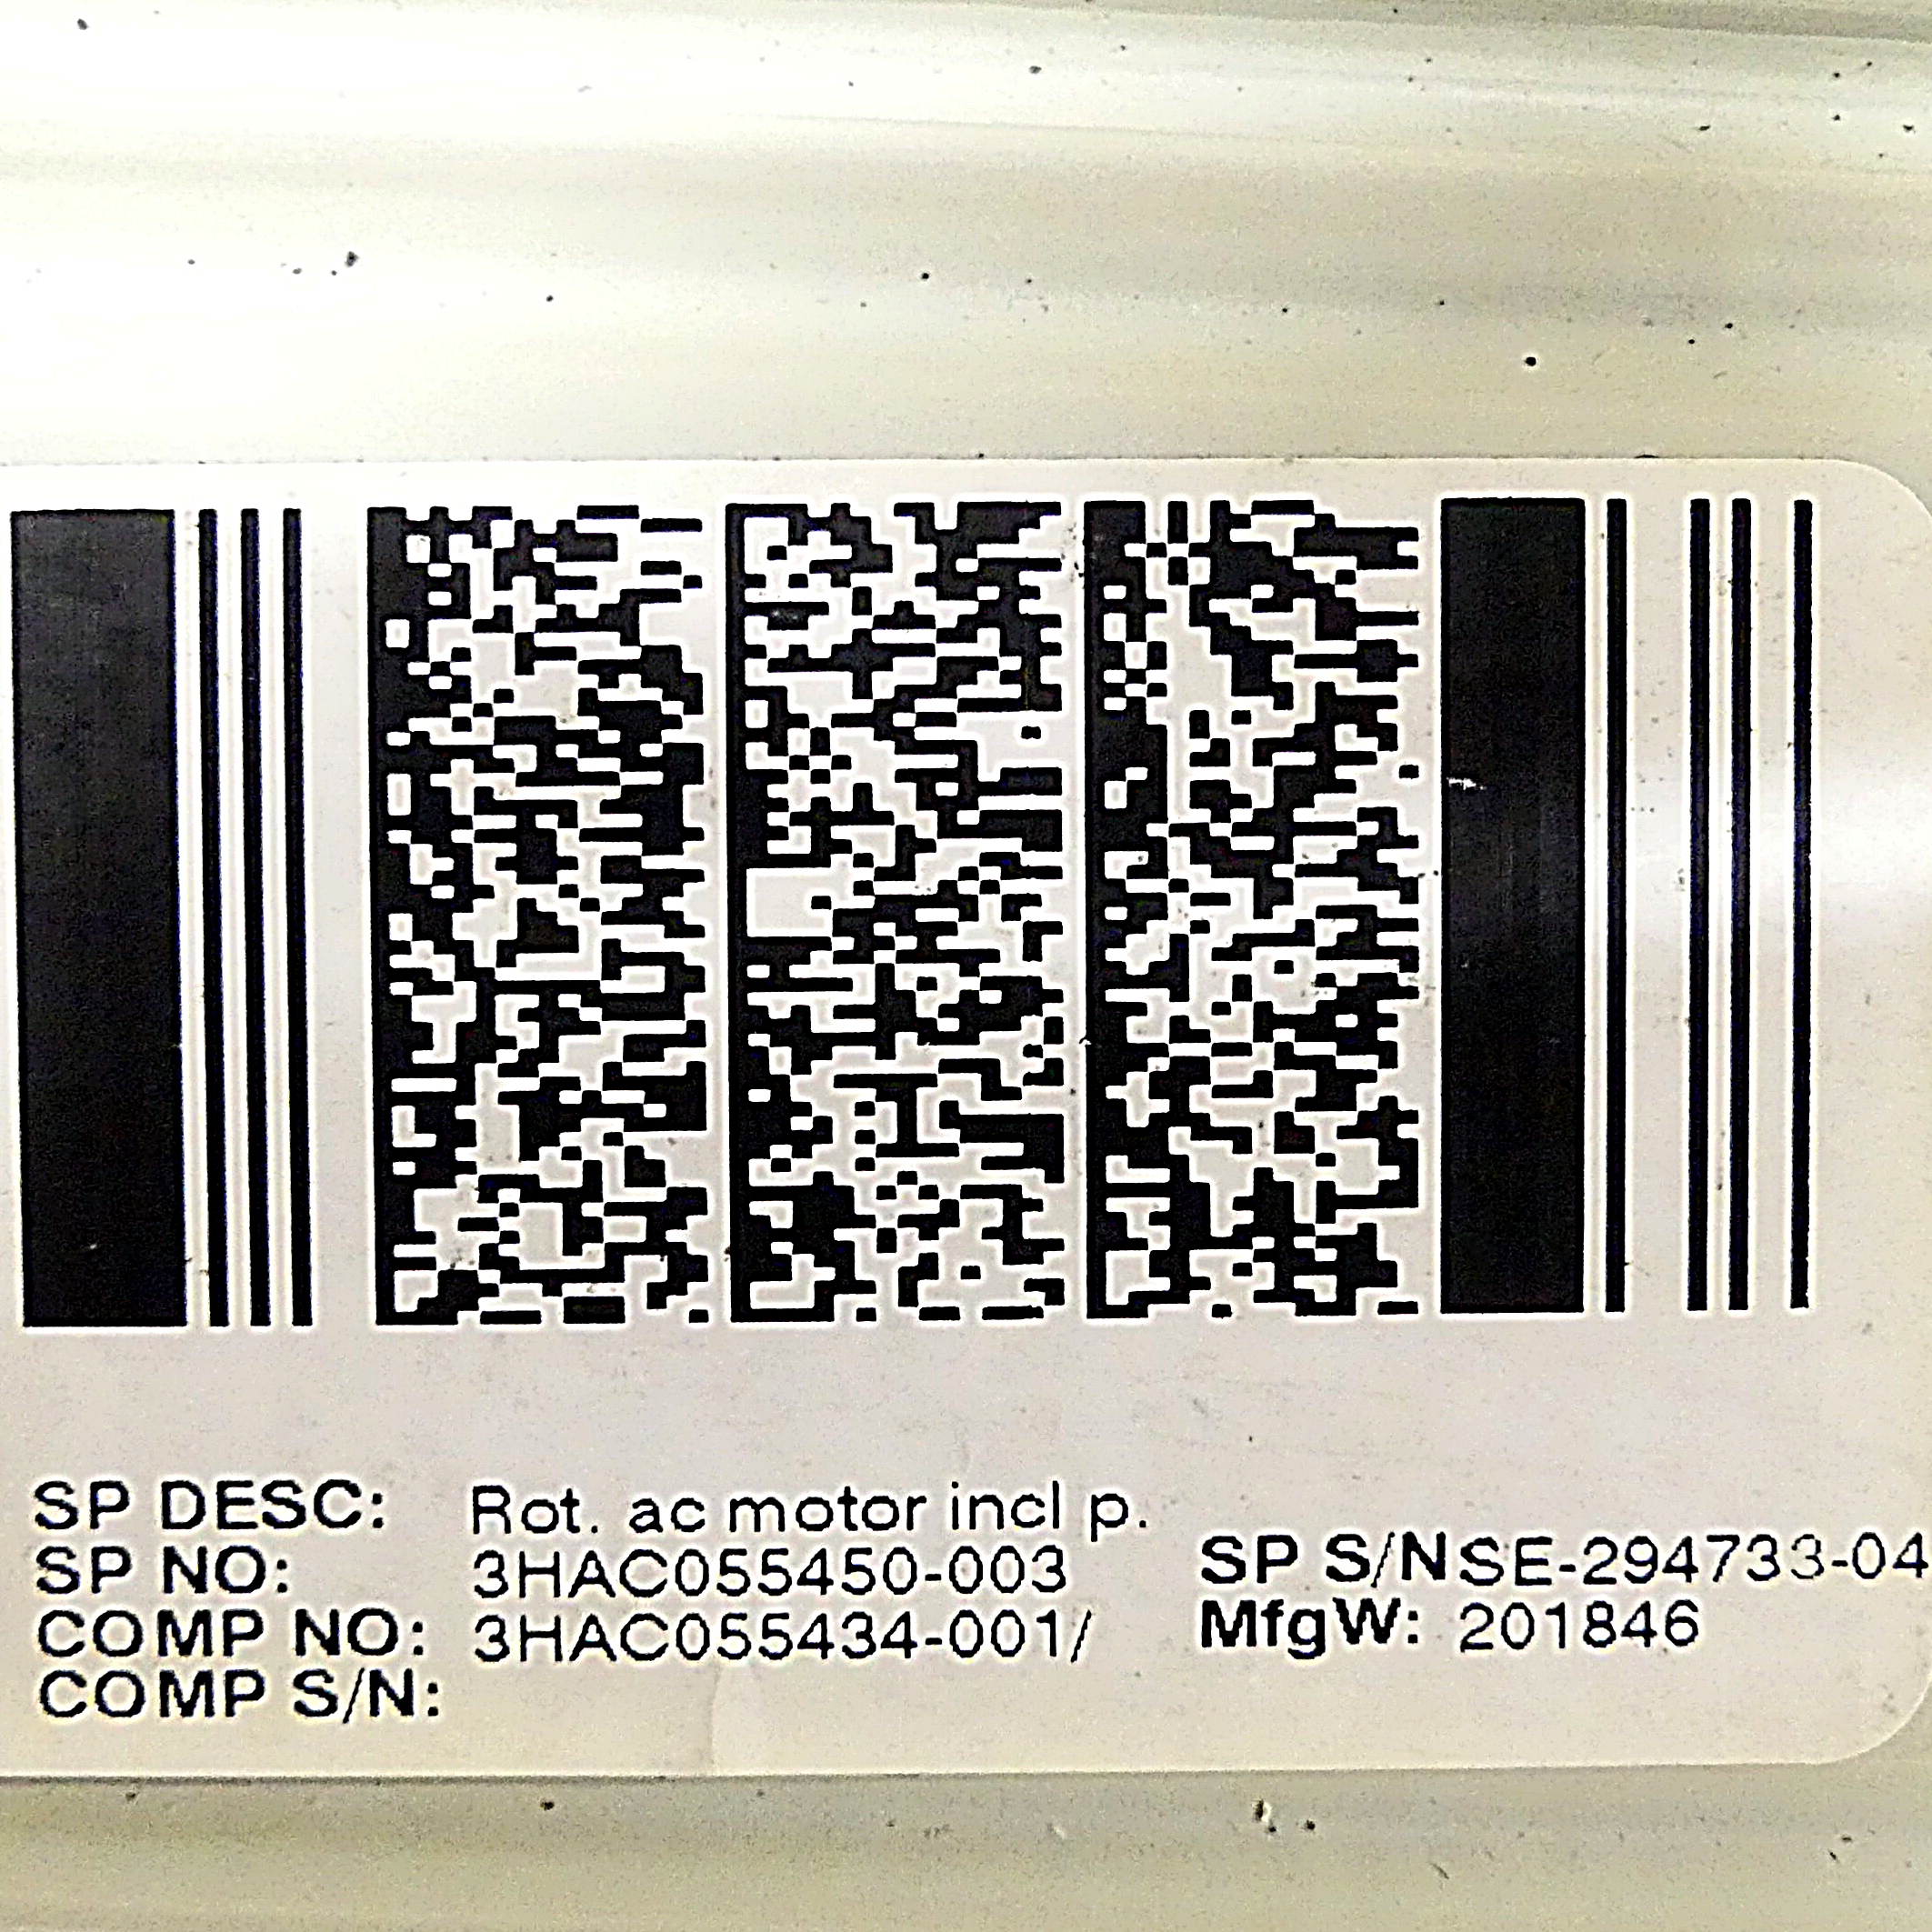 SP DESC: Rot. ac motor incl p.
SP NO: 3HAC055450-003
SP S/N SE-294733-04
COMP NO: 3HAC055434-001/
MfgW: 201846
COMP S/N: